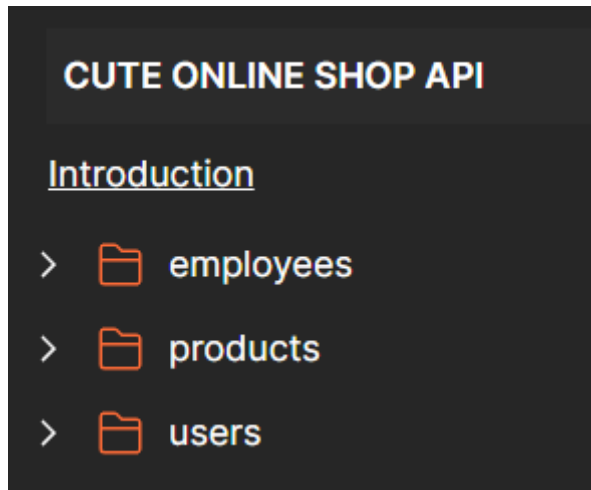 CUTE ONLINE SHOP API
Introduction
employees
products
users